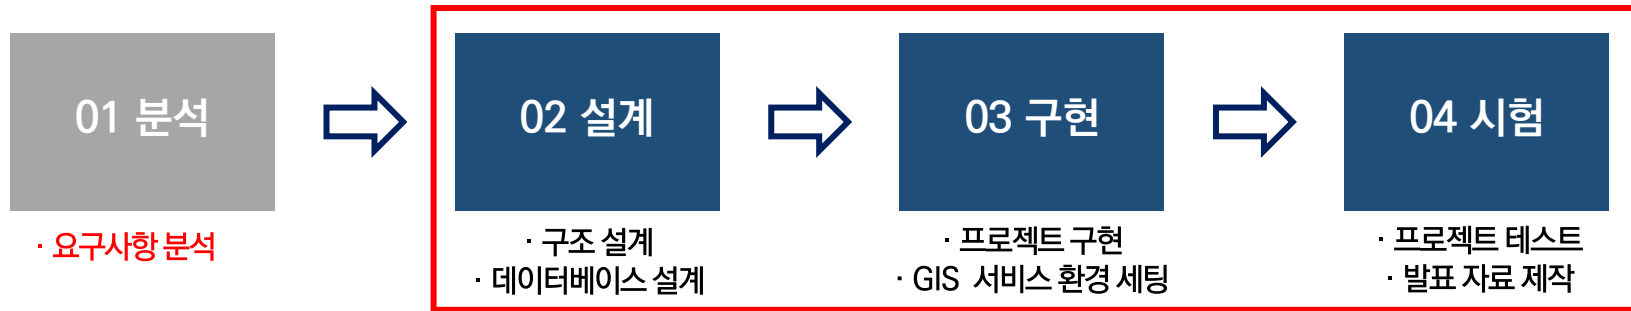 01 분석
02 설계
03 구현
04 시험
· 요구사항 분석
· 구조 설계
· 데이터베이스 설계
· 프로젝트 구현
· GIS 서비스 환경 세팅
· 프로젝트 테스트
· 발표 자료 제작